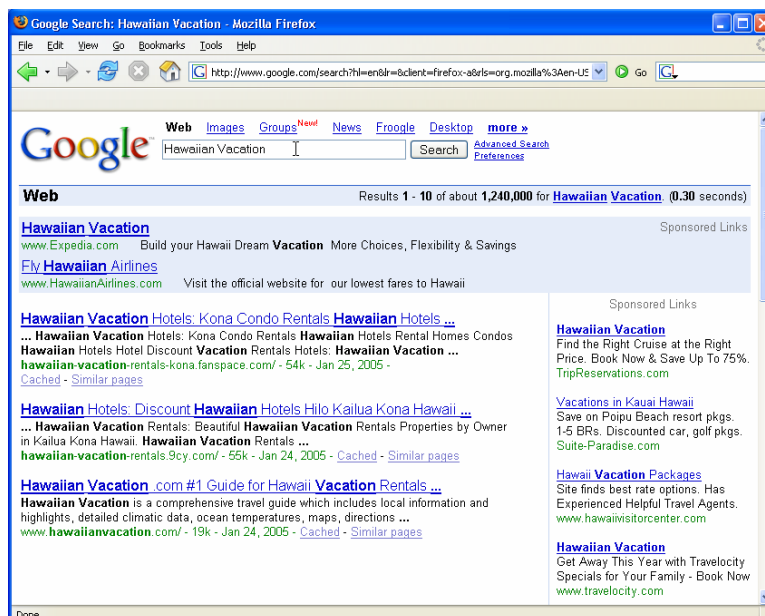 Google Search: Hawaiian Vacation - Mozilla Firefox
File Edit View Go Bookmarks Tools Help
G http://www.google.com/search?hl=en&lr=&client=firefox-a&rls=org.mozilla%3Aen-US Go G
Web Images Groups New! News Froogle Desktop more »
Google
Hawaiian Vacation Search Advanced Search
Preferences
Web Results 1 - 10 of about 1,240,000 for Hawaiian Vacation. (0.30 seconds)
Hawaiian Vacation
www.Expedia.com Build your Hawaii Dream Vacation More Choices, Flexibility & Savings
Fly Hawaiian Airlines
www.HawaiianAirlines.com Visit the official website for our lowest fares to Hawaii
Sponsored Links
Hawaiian Vacation Hotels: Kona Condo Rentals Hawaiian Hotels ...
... Hawaiian Vacation Hotels: Kona Condo Rentals Hawaiian Hotels Rental Homes Condos
Hawaiian Hotels Hotel Discount Vacation Rentals Hotels: Hawaiian Vacation ...
hawaiian-vacation-rentals-kona.fanspace.com/ - 54k - Jan 25, 2005 -
Cached - Similar pages
Hawaiian Hotels: Discount Hawaiian Hotels Hilo Kailua Kona Hawaii ...
... Hawaiian Vacation Rentals: Beautiful Hawaiian Vacation Rentals Properties by Owner
in Kailua Kona Hawaii. Hawaiian Vacation Rentals ...
hawaiian-vacation-rentals.9cy.com/ - 55k - Jan 24, 2005 - Cached - Similar pages
Hawaiian Vacation .com #1 Guide for Hawaii Vacation Rentals ...
Hawaiian Vacation is a comprehensive travel guide which includes local information and
highlights, detailed climatic data, ocean temperatures, maps, directions ...
www.hawaiianvacation.com/ - 19k - Jan 24, 2005 - Cached - Similar pages
Sponsored Links
Hawaiian Vacation
Find the Right Cruise at the Right
Price. Book Now & Save Up To 75%.
TripReservations.com
Vacations in Kauai Hawaii
Save on Poipu Beach resort pkgs.
1-5 BRs. Discounted car, golf pkgs.
Suite-Paradise.com
Hawaii Vacation Packages
Site finds best rate options. Has
Experienced Helpful Travel Agents.
www.hawaiivisitorcenter.com
Hawaiian Vacation
Get Away This Year with Travelocity
Specials for Your Family - Book Now
www.travelocity.com
Done